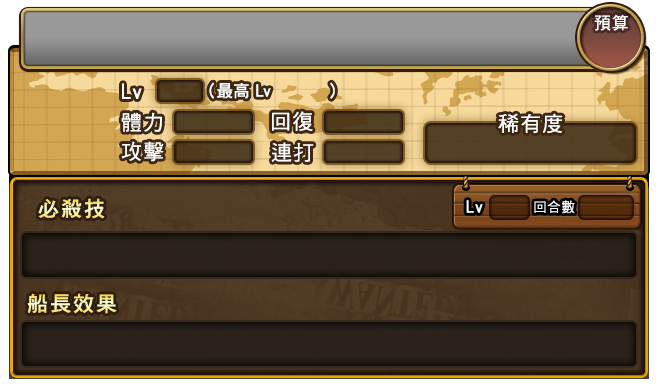 預算
Lv （最高Lv ）
體力 回復 稀有度
攻擊 連打
必殺技 Lv 回合數
船長效果